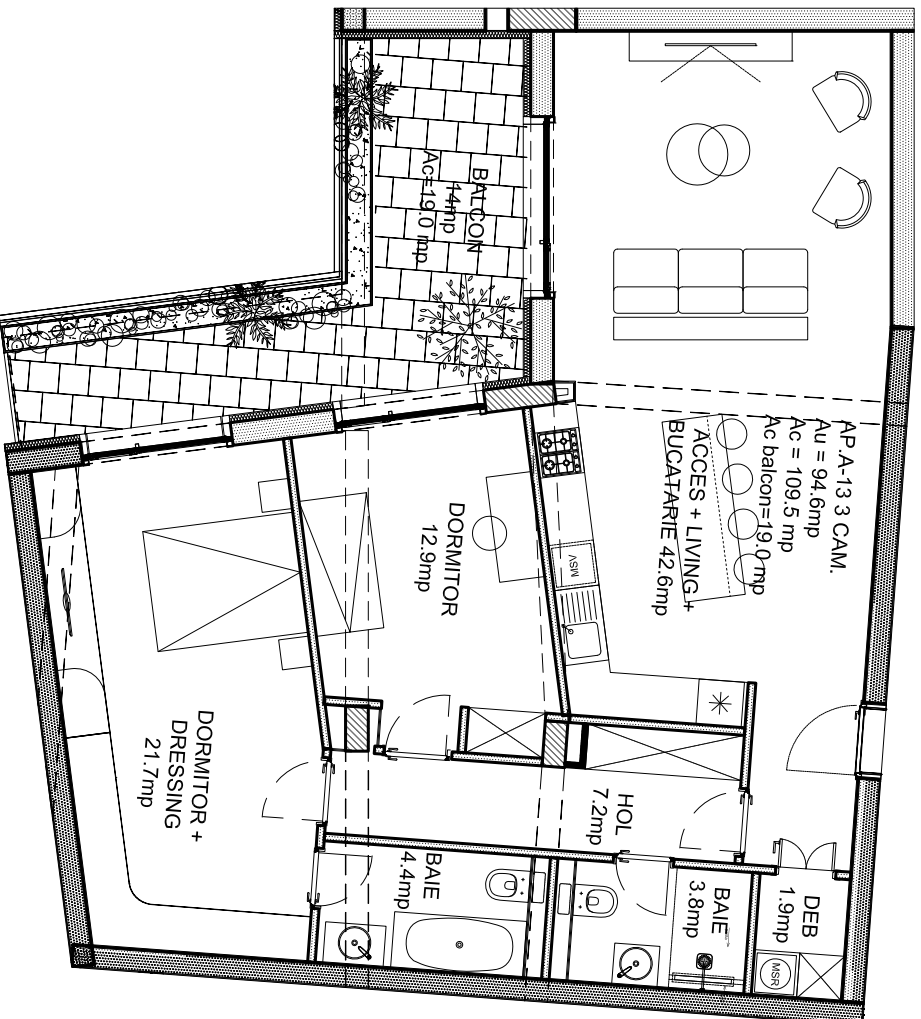 AP.A-13 3 CAM.
Au = 94.6mp
Ac = 109.5 mp
Ac balcon=19.0 mp
ACCES + LIVING +
BUCATARIE 42.6mp
BALCON
14mp
Ac=19.0 mp
DORMITOR
12.9mp
MSV
DORMITOR +
DRESSING
21.7mp
HOL
7.2mp
BAIE
4.4mp
BAIE
3.8mp
DEB
1.9mp
MSR